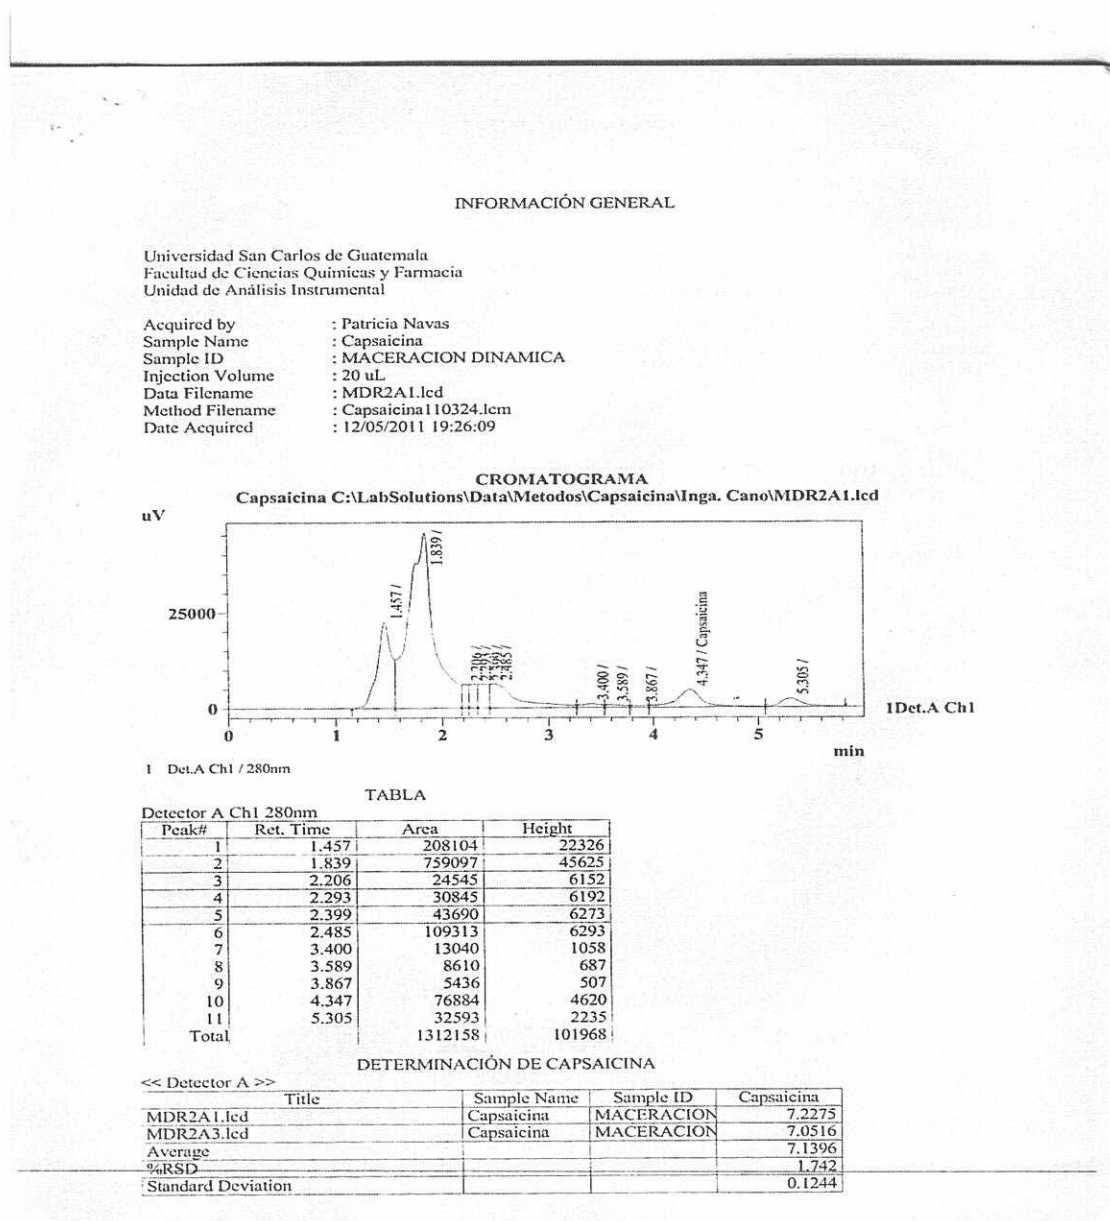 INFORMACIÓN GENERAL
Universidad San Carlos de Guatemala
Facultad de Ciencias Químicas y Farmacia
Unidad de Análisis Instrumental
Acquired by : Patricia Navas
Sample Name : Capsaicina
Sample ID : MACERACION DINAMICA
Injection Volume : 20 uL
Data Filename : MDR2A1.lcd
Method Filename : Capsaicina110324.lcm
Date Acquired : 12/05/2011 19:26:09
CROMATOGRAMA
Capsaicina C:\LabSolutions\Data\Metodos\Capsaicina\Inga. Cano\MDR2A1.lcd
uV
25000
0
1.457 /
1.839 /
2.206 /
2.293 /
2.399 /
2.485 /
3.400 /
3.589 /
3.867 /
4.347 / Capsaicina
5.305 /
1Det.A Ch1
0 1 2 3 4 5
min
1 Det.A Ch1 / 280nm
TABLA
Detector A Ch1 280nm
Peak# Ret. Time Area Height
1 1.457 208104 22326
2 1.839 759097 45625
3 2.206 24545 6152
4 2.293 30845 6192
5 2.399 43690 6273
6 2.485 109313 6293
7 3.400 13040 1058
8 3.589 8610 687
9 3.867 5436 507
10 4.347 76884 4620
11 5.305 32593 2235
Total 1312158 101968
DETERMINACIÓN DE CAPSAICINA
<< Detector A >>
Title Sample Name Sample ID Capsaicina
MDR2A1.lcd Capsaicina MACERACION 7.2275
MDR2A3.lcd Capsaicina MACERACION 7.0516
Average 7.1396
%RSD 1.742
Standard Deviation 0.1244